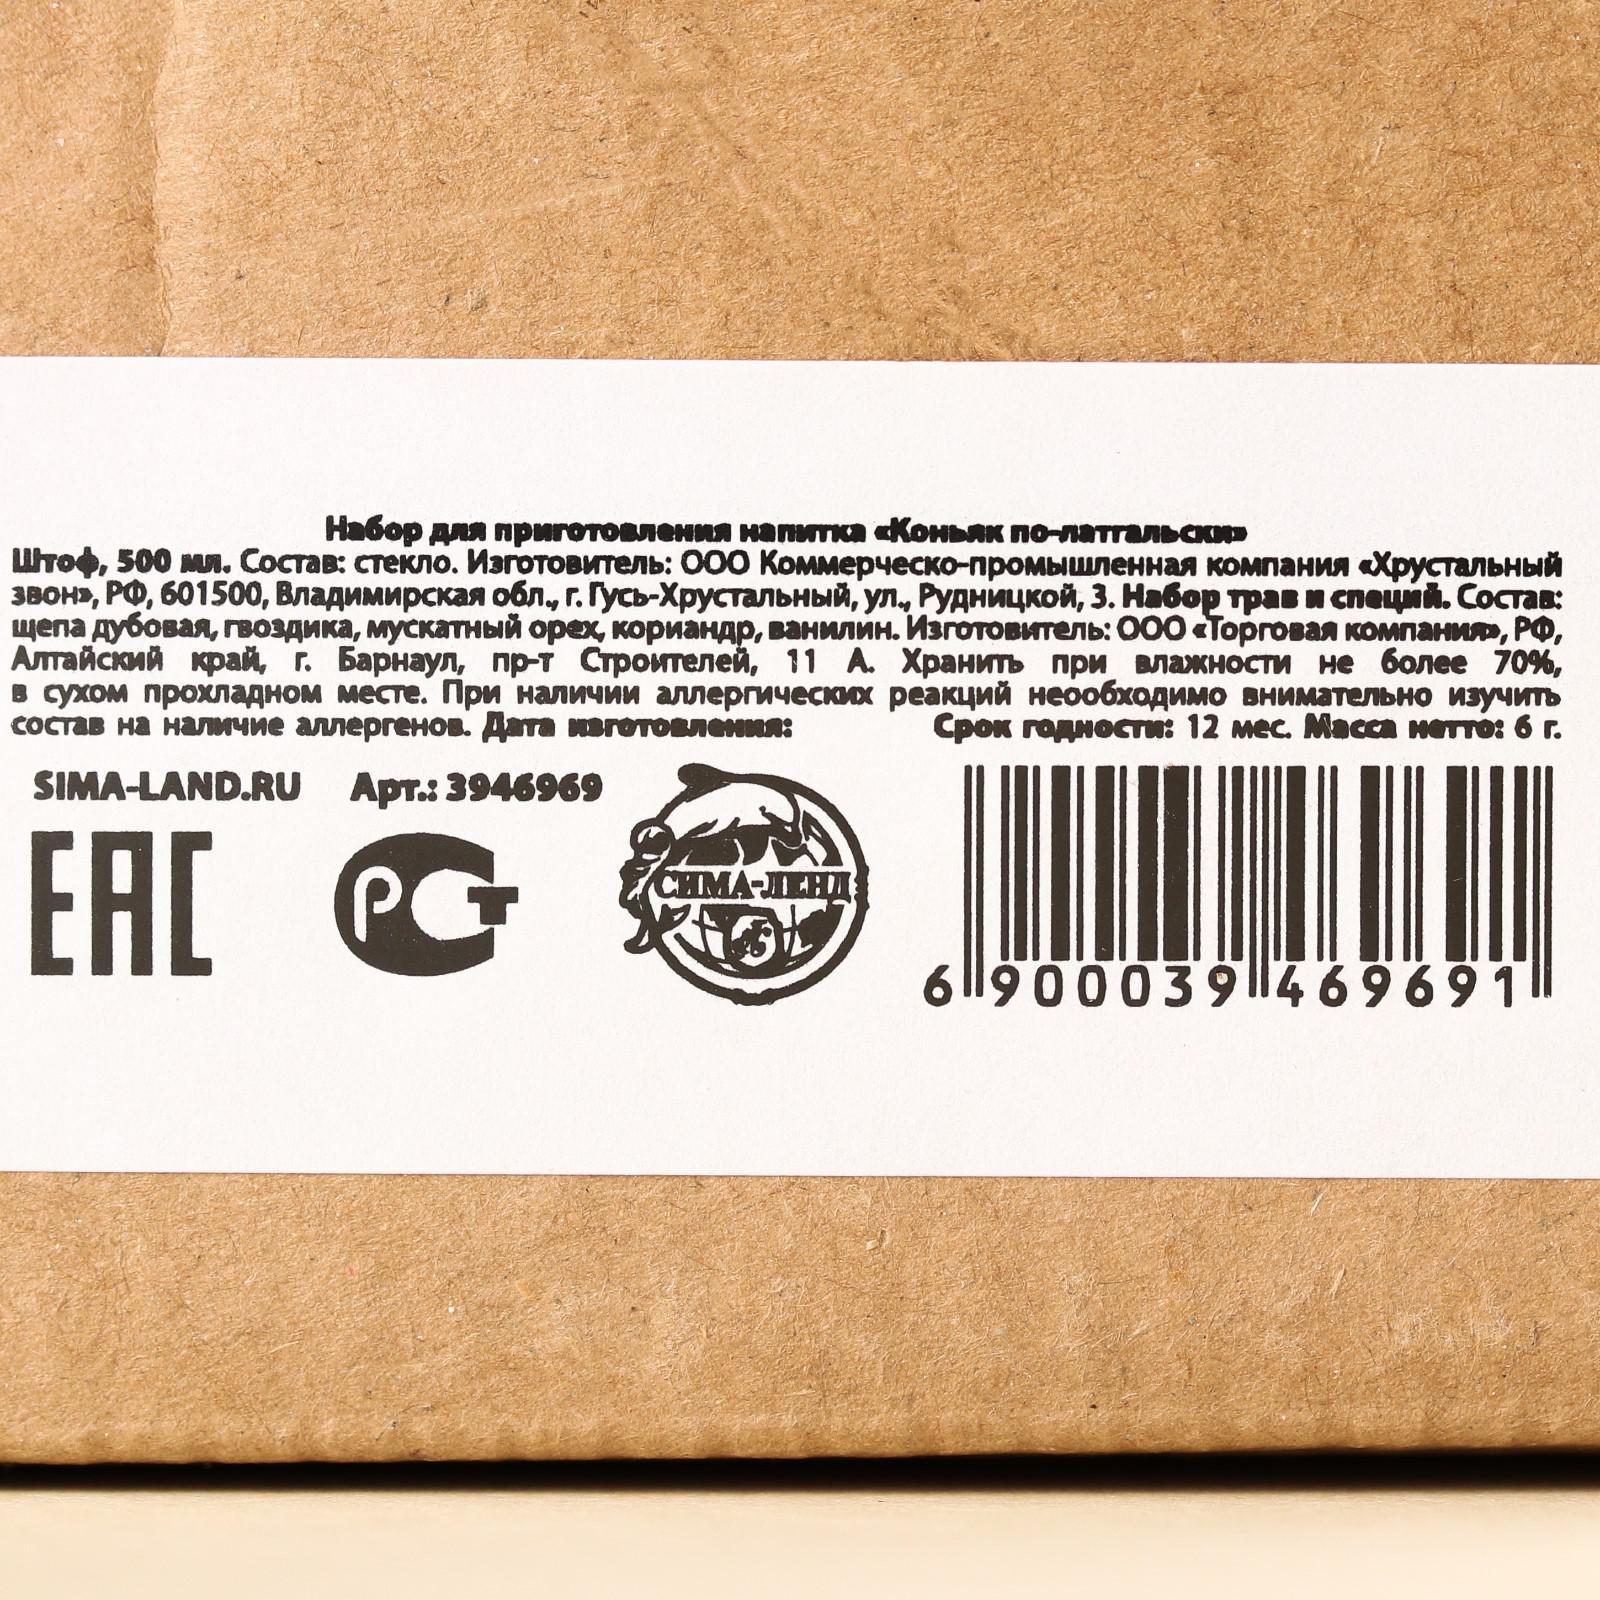 Набор для приготовления напитка «Коньяк по-латгальски»
Штоф, 500 мл. Состав: стекло. Изготовитель: ООО Коммерческо-промышленная компания «Хрустальный
звон», РФ, 601500, Владимирская обл., г. Гусь-Хрустальный, ул., Рудницкой, 3. Набор трав и специй. Состав:
щепа дубовая, гвоздика, мускатный орех, кориандр, ванилин. Изготовитель: ООО «Торговая компания», РФ,
Алтайский край, г. Барнаул, пр-т Строителей, 11 А. Хранить при влажности не более 70%,
в сухом прохладном месте. При наличии аллергических реакций неообходимо внимательно изучить
состав на наличие аллергенов. Дата изготовления: Срок годности: 12 мес. Масса нетто: 6 г.
SIMA-LAND.RU Арт.: 3946969
ЕАС РСТ СИМА-ЛЕНД
6 900039 469691